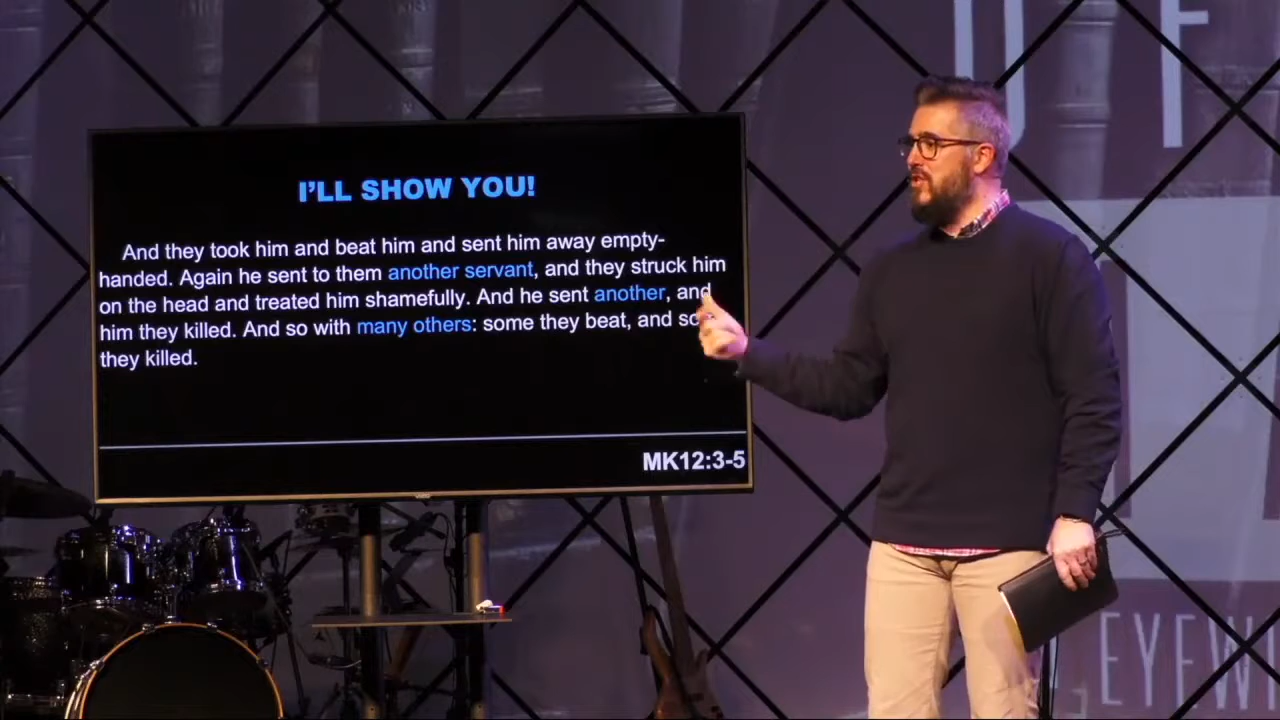 OF
I'LL SHOW YOU!
And they took him and beat him and sent him away empty-
handed. Again he sent to them another servant, and they struck him
on the head and treated him shamefully. And he sent another, and
him they killed. And so with many others: some they beat, and
they killed.
MK12:3-5